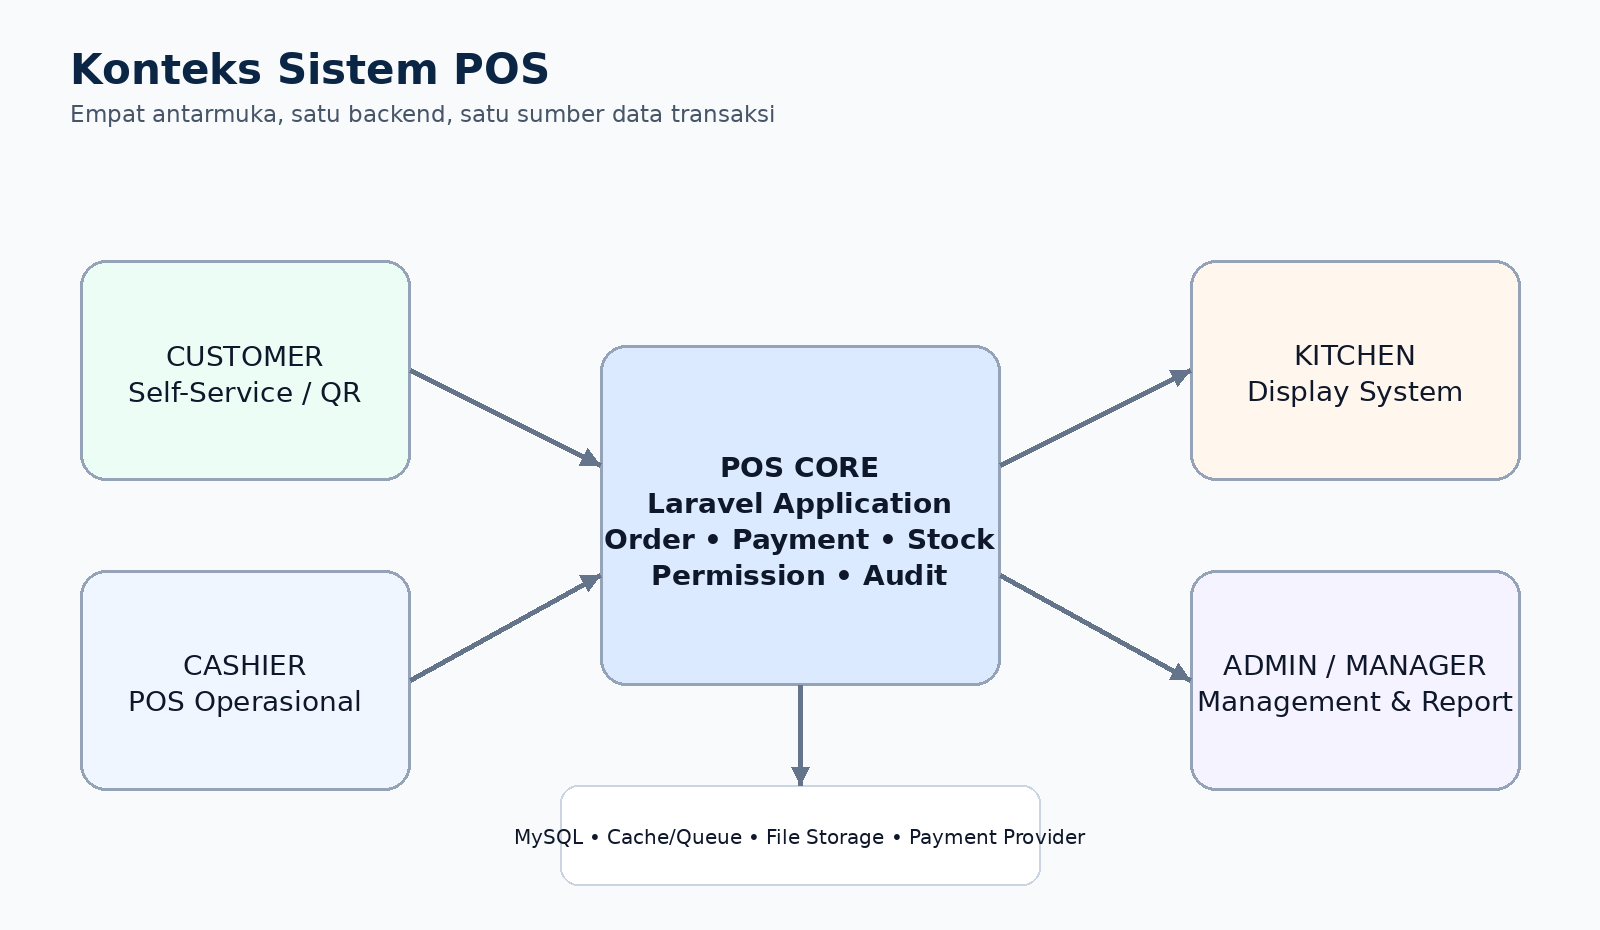 Konteks Sistem POS
Empat antarmuka, satu backend, satu sumber data transaksi
CUSTOMER
Self-Service / QR
CASHIER
POS Operasional
POS CORE
Laravel Application
Order • Payment • Stock
Permission • Audit
KITCHEN
Display System
ADMIN / MANAGER
Management & Report
MySQL • Cache/Queue • File Storage • Payment Provider